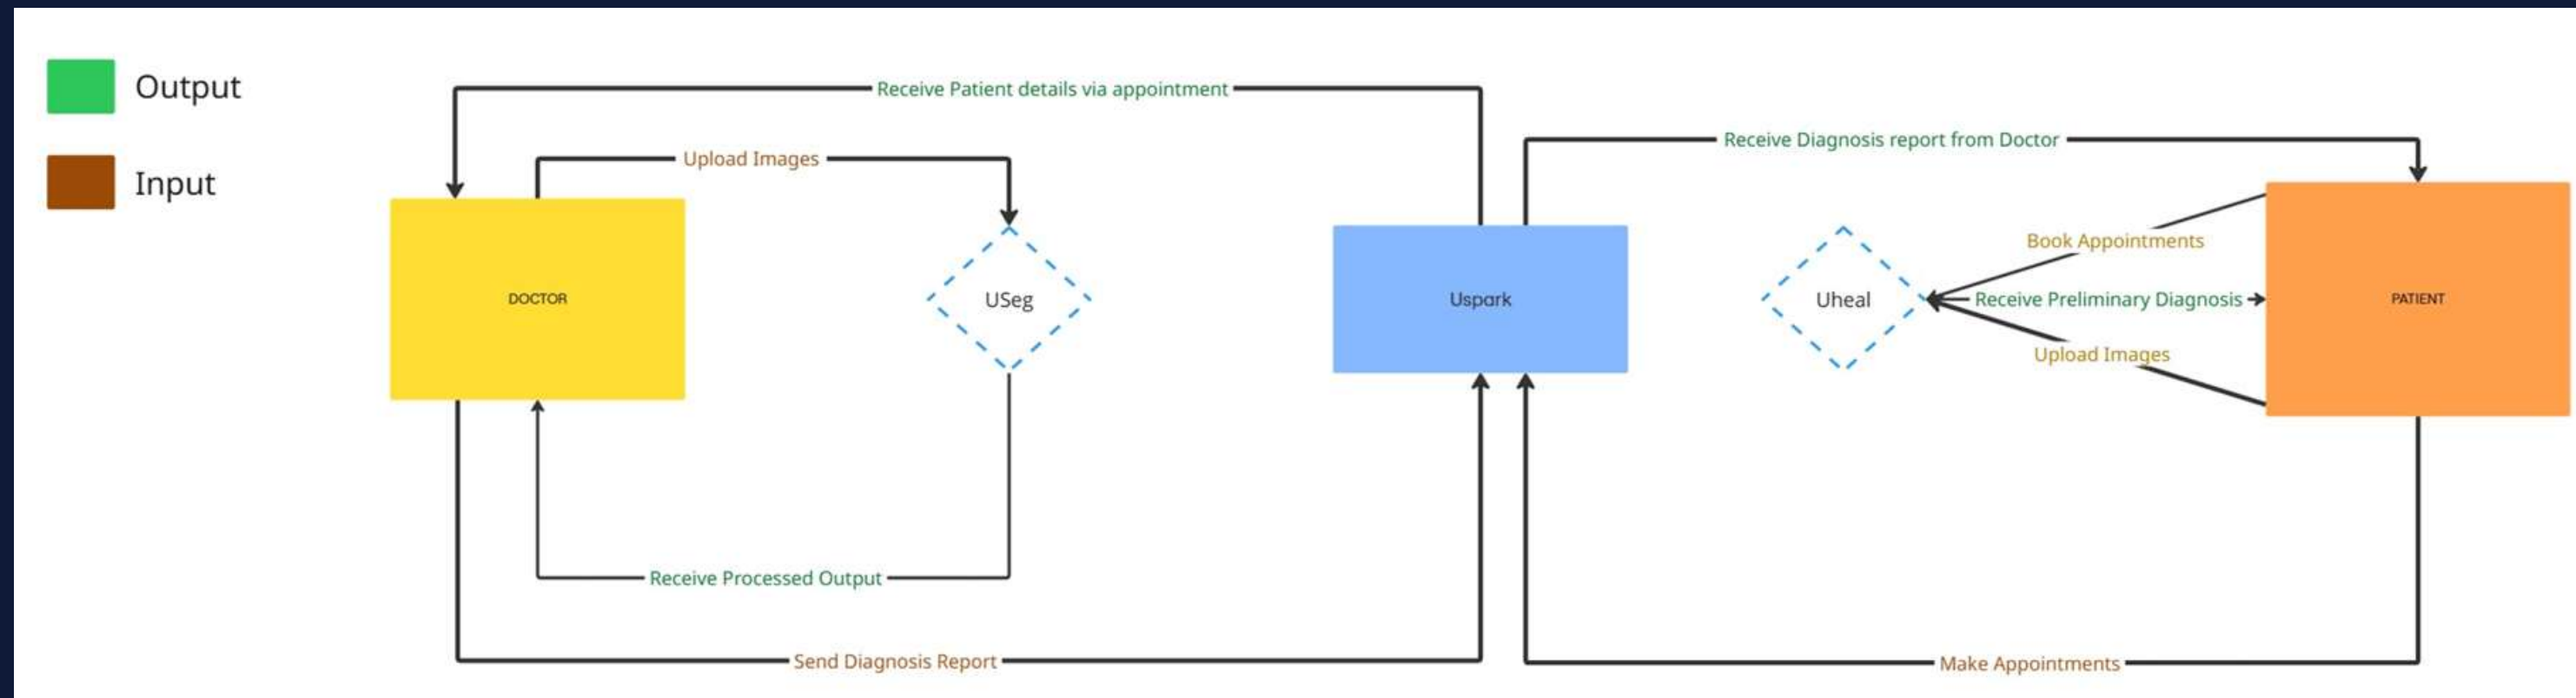 Output
Input
Receive Patient details via appointment
Upload Images
Receive Diagnosis report from Doctor
DOCTOR
USeg
Uspark
Uheal
Book Appointments
Receive Preliminary Diagnosis
Upload Images
PATIENT
Receive Processed Output
Send Diagnosis Report
Make Appointments